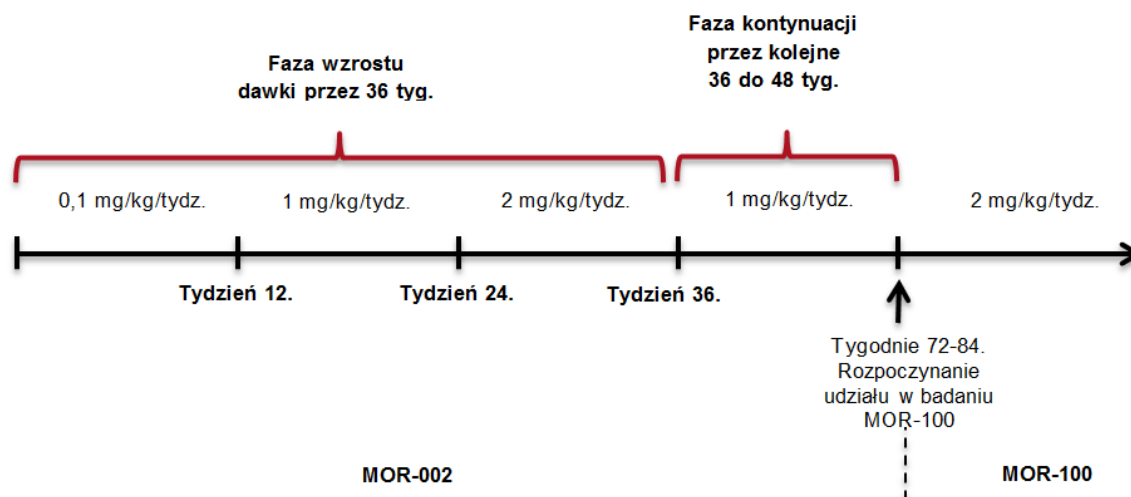 Faza wzrostu
dawki przez 36 tyg.
Faza kontynuacji
przez kolejne
36 do 48 tyg.
0,1 mg/kg/tydz.
1 mg/kg/tydz.
2 mg/kg/tydz.
1 mg/kg/tydz.
2 mg/kg/tydz.
Tydzień 12.
Tydzień 24.
Tydzień 36.
Tygodnie 72-84.
Rozpoczynanie
udziału w badaniu
MOR-100
MOR-002
MOR-100